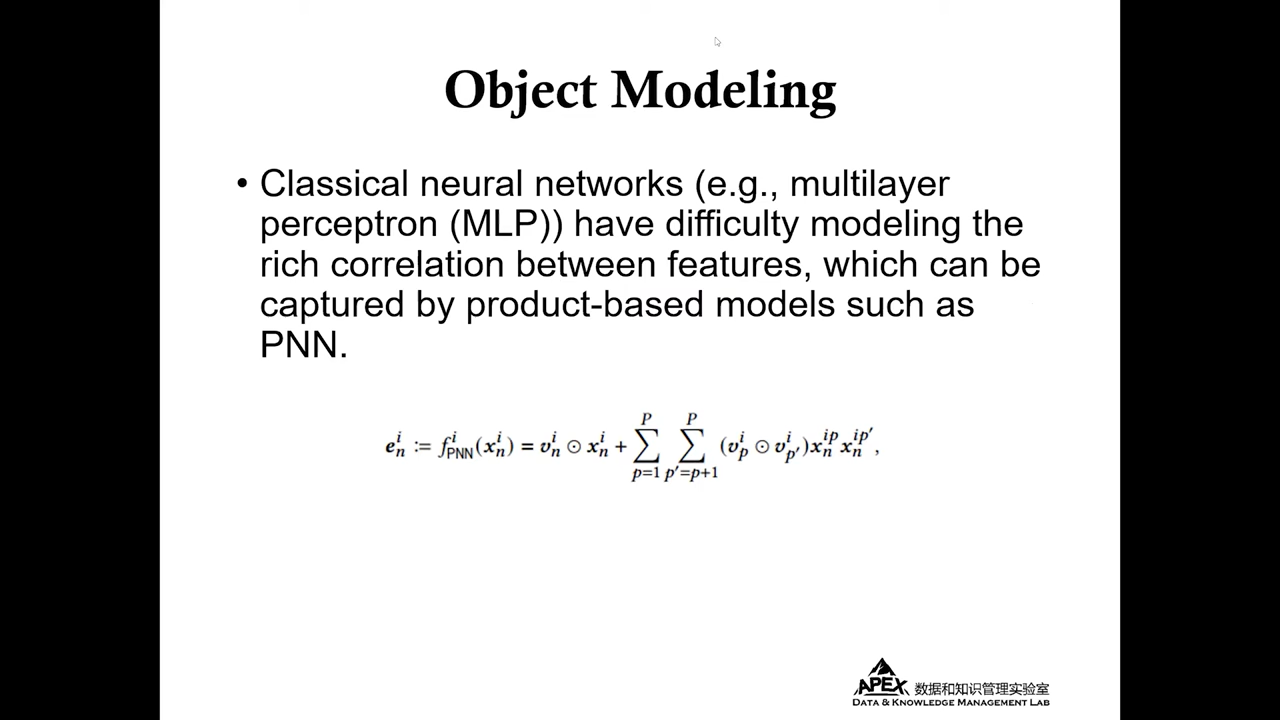 Object Modeling
• Classical neural networks (e.g., multilayer
perceptron (MLP)) have difficulty modeling the
rich correlation between features, which can be
captured by product-based models such as
PNN.
e_n^i := f_PNN^i(x_n^i) = v_n^i ⊙ x_n^i + ∑_{p=1}^{P} ∑_{p'=p+1}^{P} (v_p^i ⊙ v_{p'}^i) x_n^{ip} x_n^{ip'},
APEX 数据和知识管理实验室
DATA & KNOWLEDGE MANAGEMENT LAB